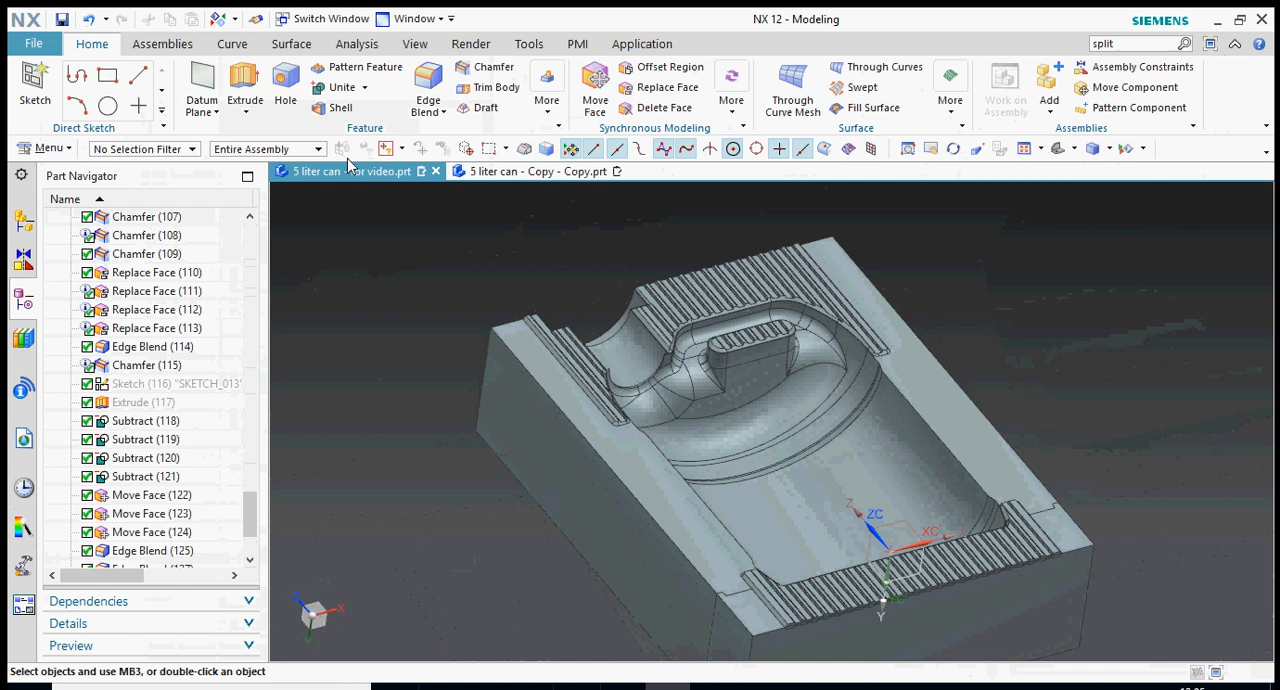 NX Switch Window Window NX 12 - Modeling SIEMENS
File Home Assemblies Curve Surface Analysis View Render Tools PMI Application split
Sketch Datum Plane Extrude Hole Pattern Feature Unite Shell Edge Blend Chamfer Trim Body Draft More Move Face Offset Region Replace Face Delete Face More Through Curve Mesh Through Curves Swept Fill Surface More Work on Assembly Add Assembly Constraints Move Component Pattern Component
Direct Sketch Feature Synchronous Modeling Surface Assemblies
Menu No Selection Filter Entire Assembly
5 liter can - or video.prt 5 liter can - Copy - Copy.prt
Part Navigator
Name
Chamfer (107)
Chamfer (108)
Chamfer (109)
Replace Face (110)
Replace Face (111)
Replace Face (112)
Replace Face (113)
Edge Blend (114)
Chamfer (115)
Sketch (116) "SKETCH_013"
Extrude (117)
Subtract (118)
Subtract (119)
Subtract (120)
Subtract (121)
Move Face (122)
Move Face (123)
Move Face (124)
Edge Blend (125)
Dependencies
Details
Preview
Z ZC XC
Y
Z X
Select objects and use MB3, or double-click an object